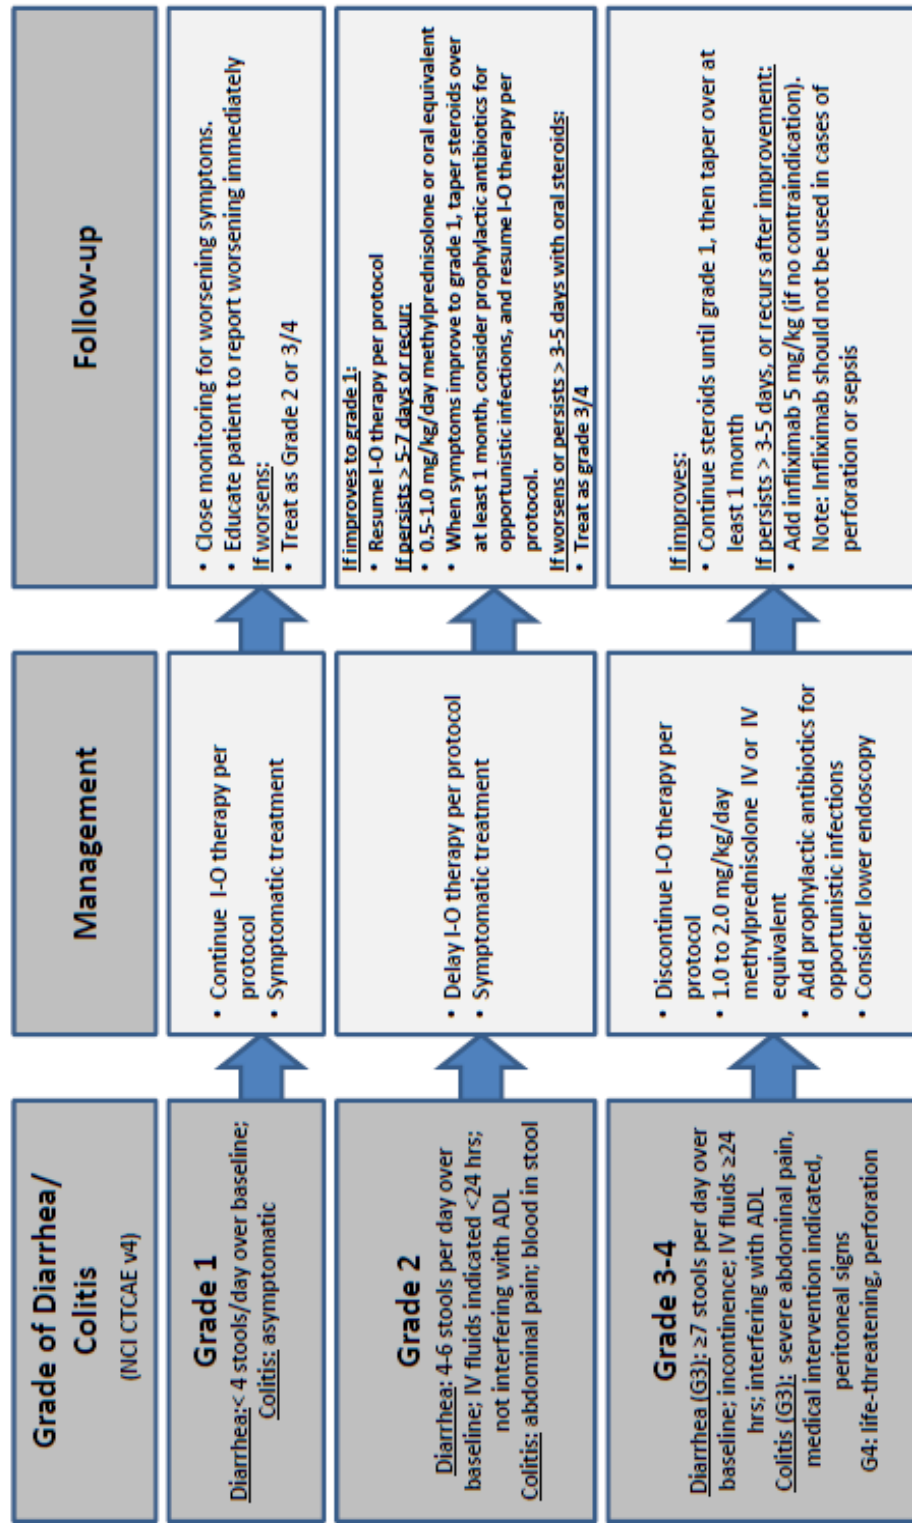 Grade of Diarrhea/
Colitis
(NCI CTCAE v4)
Management
Follow-up
Grade 1
Diarrhea:< 4 stools/day over baseline;
Colitis: asymptomatic
• Continue I-O therapy per
protocol
• Symptomatic treatment
• Close monitoring for worsening symptoms.
• Educate patient to report worsening immediately
If worsens:
• Treat as Grade 2 or 3/4
Grade 2
Diarrhea: 4-6 stools per day over
baseline; IV fluids indicated <24 hrs;
not interfering with ADL
Colitis: abdominal pain; blood in stool
• Delay I-O therapy per protocol
• Symptomatic treatment
If improves to grade 1:
• Resume I-O therapy per protocol
If persists > 5-7 days or recur:
• 0.5-1.0 mg/kg/day methylprednisolone or oral equivalent
• When symptoms improve to grade 1, taper steroids over
at least 1 month, consider prophylactic antibiotics for
opportunistic infections, and resume I-O therapy per
protocol.
If worsens or persists > 3-5 days with oral steroids:
• Treat as grade 3/4
Grade 3-4
Diarrhea (G3): ≥7 stools per day over
baseline; incontinence; IV fluids ≥24
hrs; interfering with ADL
Colitis (G3): severe abdominal pain,
medical intervention indicated,
peritoneal signs
G4: life-threatening, perforation
• Discontinue I-O therapy per
protocol
• 1.0 to 2.0 mg/kg/day
methylprednisolone IV or IV
equivalent
• Add prophylactic antibiotics for
opportunistic infections
• Consider lower endoscopy
If improves:
• Continue steroids until grade 1, then taper over at
least 1 month
If persists > 3-5 days, or recurs after improvement:
• Add infliximab 5 mg/kg (if no contraindication).
Note: Infliximab should not be used in cases of
perforation or sepsis